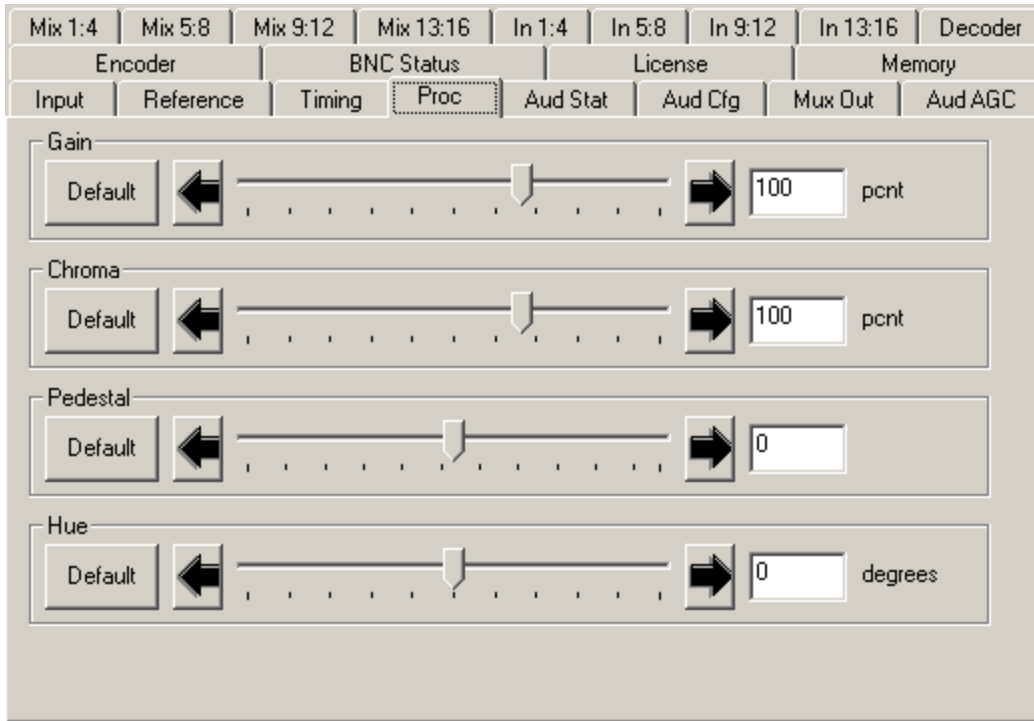 Mix 1:4 Mix 5:8 Mix 9:12 Mix 13:16 In 1:4 In 5:8 In 9:12 In 13:16 Decoder
Encoder BNC Status License Memory
Input Reference Timing Proc Aud Stat Aud Cfg Mux Out Aud AGC
Gain
Default 100 pcnt
Chroma
Default 100 pcnt
Pedestal
Default 0
Hue
Default 0 degrees